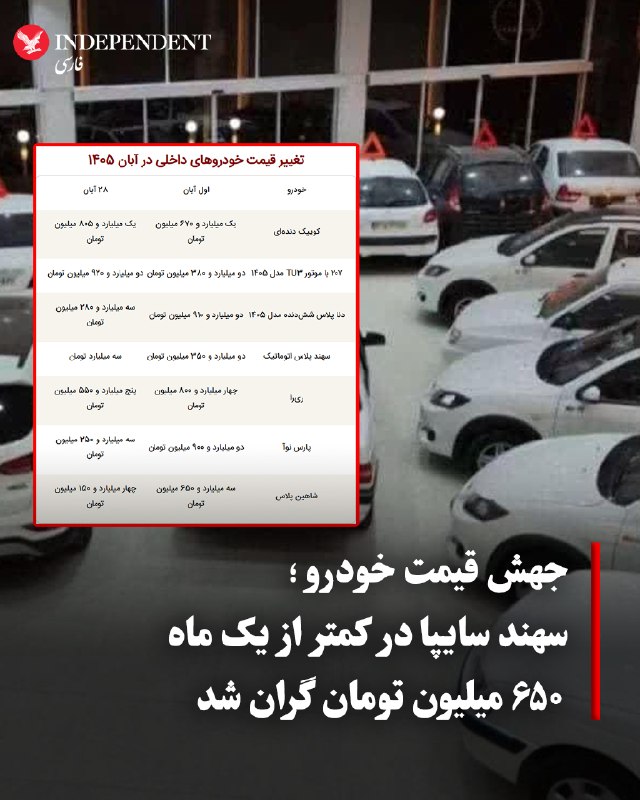 INDEPENDENT
فارسی
تغییر قیمت خودروهای داخلی در آبان ۱۴۰۵
خودرو اول آبان ۲۸ آبان
کوییک دنده‌ای یک میلیارد و ۶۷۰ میلیون تومان یک میلیارد و ۸۰۵ میلیون تومان
۲۰۷ با موتور TU3 مدل ۱۴۰۵ دو میلیارد و ۳۸۰ میلیون تومان دو میلیارد و ۹۲۰ میلیون تومان
دنا پلاس شش‌دنده مدل ۱۴۰۵ دو میلیارد و ۹۱۰ میلیون تومان سه میلیارد و ۲۸۰ میلیون تومان
سهند پلاس اتوماتیک دو میلیارد و ۳۵۰ میلیون تومان سه میلیارد تومان
ری‌را چهار میلیارد و ۸۰۰ میلیون تومان پنج میلیارد و ۵۵۰ میلیون تومان
پارس نوآ دو میلیارد و ۹۰۰ میلیون تومان سه میلیارد و ۲۵۰ میلیون تومان
شاهین پلاس سه میلیارد و ۶۵۰ میلیون تومان چهار میلیارد و ۱۵۰ میلیون تومان
جهش قیمت خودرو ؛
سهند سایپا در کمتر از یک ماه
۶۵۰ میلیون تومان گران شد